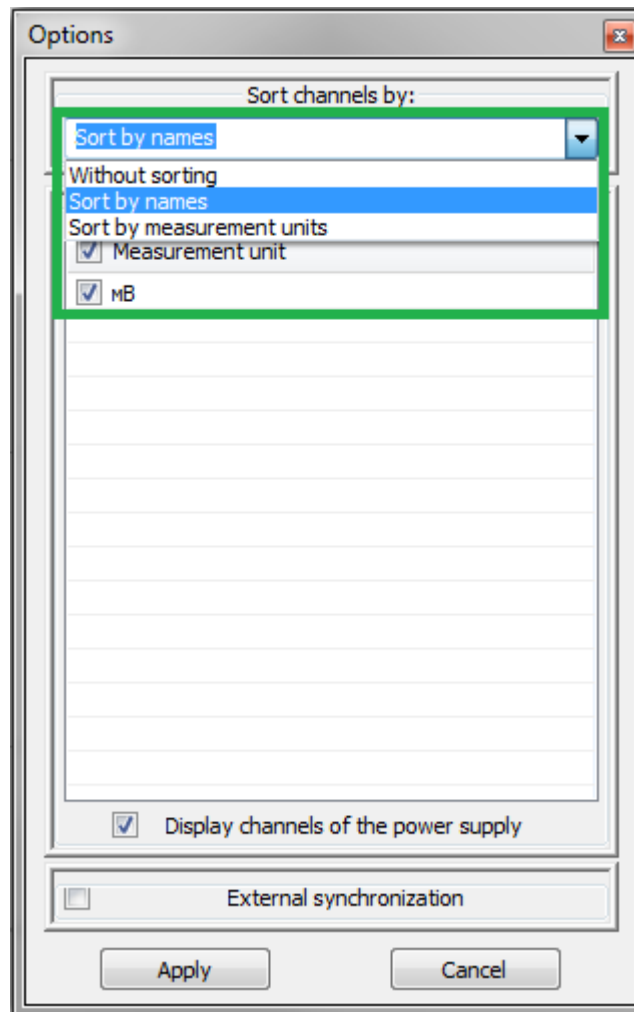 Options
Sort channels by:
Sort by names
Without sorting
Sort by names
Sort by measurement units
Measurement unit
мВ
Display channels of the power supply
External synchronization
Apply
Cancel